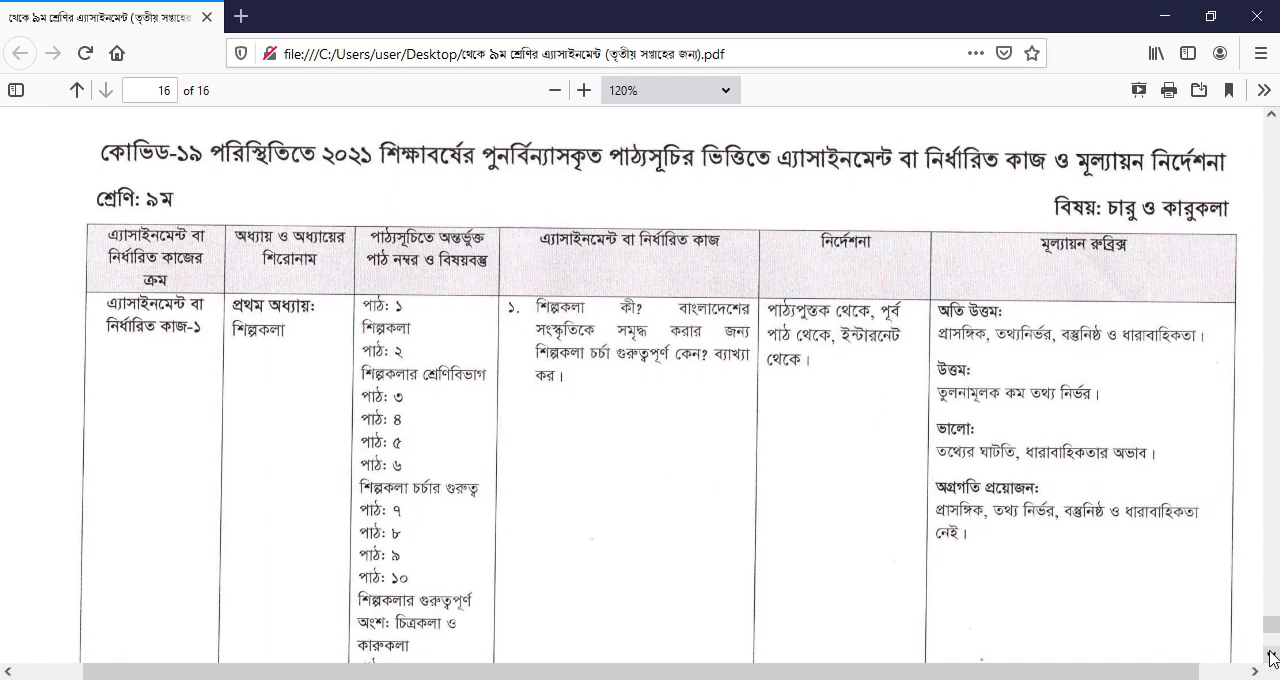 থেকে ৯ম শ্রেণির এ্যাসাইনমেন্ট (তৃতীয় সপ্তাহের
file:///C:/Users/user/Desktop/থেকে ৯ম শ্রেণির এ্যাসাইনমেন্ট (তৃতীয় সপ্তাহের জন্য).pdf
16 of 16
120%
কোভিড-১৯ পরিস্থিতিতে ২০২১ শিক্ষাবর্ষের পুনর্বিন্যাসকৃত পাঠ্যসূচির ভিত্তিতে এ্যাসাইনমেন্ট বা নির্ধারিত কাজ ও মূল্যায়ন নির্দেশনা
শ্রেণি: ৯ম
বিষয়: চারু ও কারুকলা
এ্যাসাইনমেন্ট বা
নির্ধারিত কাজের
ক্রম
অধ্যায় ও অধ্যায়ের
শিরোনাম
পাঠ্যসূচিতে অন্তর্ভুক্ত
পাঠ নম্বর ও বিষয়বস্তু
এ্যাসাইনমেন্ট বা নির্ধারিত কাজ
নির্দেশনা
মূল্যায়ন রুব্রিক্স
এ্যাসাইনমেন্ট বা
নির্ধারিত কাজ-১
প্রথম অধ্যায়:
শিল্পকলা
পাঠ: ১
শিল্পকলা
পাঠ: ২
শিল্পকলার শ্রেণিবিভাগ
পাঠ: ৩
পাঠ: ৪
পাঠ: ৫
পাঠ: ৬
শিল্পকলা চর্চার গুরুত্ব
পাঠ: ৭
পাঠ: ৮
পাঠ: ৯
পাঠ: ১০
শিল্পকলার গুরুত্বপূর্ণ
অংশ: চিত্রকলা ও
কারুকলা
১. শিল্পকলা কী? বাংলাদেশের
সংস্কৃতিকে সমৃদ্ধ করার জন্য
শিল্পকলা চর্চা গুরুত্বপূর্ণ কেন? ব্যাখ্যা
কর।
পাঠ্যপুস্তক থেকে, পূর্ব
পাঠ থেকে, ইন্টারনেট
থেকে।
অতি উত্তম:
প্রাসঙ্গিক, তথ্যনির্ভর, বস্তুনিষ্ঠ ও ধারাবাহিকতা।
উত্তম:
তুলনামূলক কম তথ্য নির্ভর।
ভালো:
তথ্যের ঘাটতি, ধারাবাহিকতার অভাব।
অগ্রগতি প্রয়োজন:
প্রাসঙ্গিক, তথ্য নির্ভর, বস্তুনিষ্ঠ ও ধারাবাহিকতা
নেই।